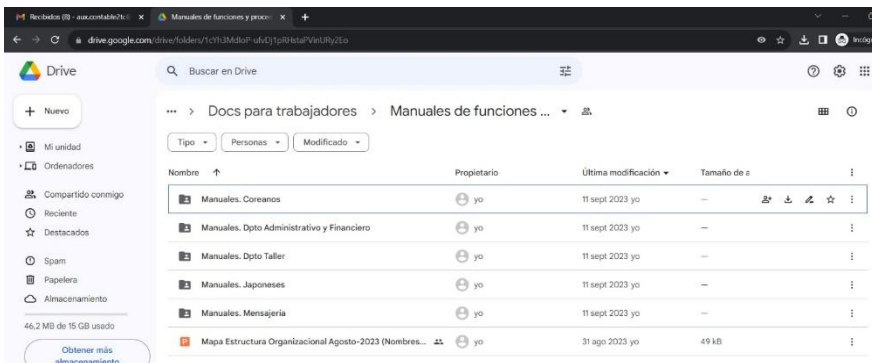 Recibidos (8) - aux.contable2tc
Manuales de funciones y proce
drive.google.com/drive/folders/
Incógn
Drive
Buscar en Drive
Nuevo
Docs para trabajadores > Manuales de funciones ...
Tipo
Personas
Modificado
Mi unidad
Ordenadores
Nombre
Propietario
Última modificación
Tamaño de a
Compartido conmigo
Manuales. Coreanos yo 11 sept 2023 yo —
Reciente
Destacados
Manuales. Dpto Administrativo y Financiero yo 11 sept 2023 yo —
Spam
Manuales. Dpto Taller yo 11 sept 2023 yo —
Papelera
Manuales. Japoneses yo 11 sept 2023 yo —
Almacenamiento
Manuales. Mensajería yo 11 sept 2023 yo —
46,2 MB de 15 GB usado
Mapa Estructura Organizacional Agosto-2023 (Nombres... yo 31 ago 2023 yo 49 kB
Obtener más
almacenamiento